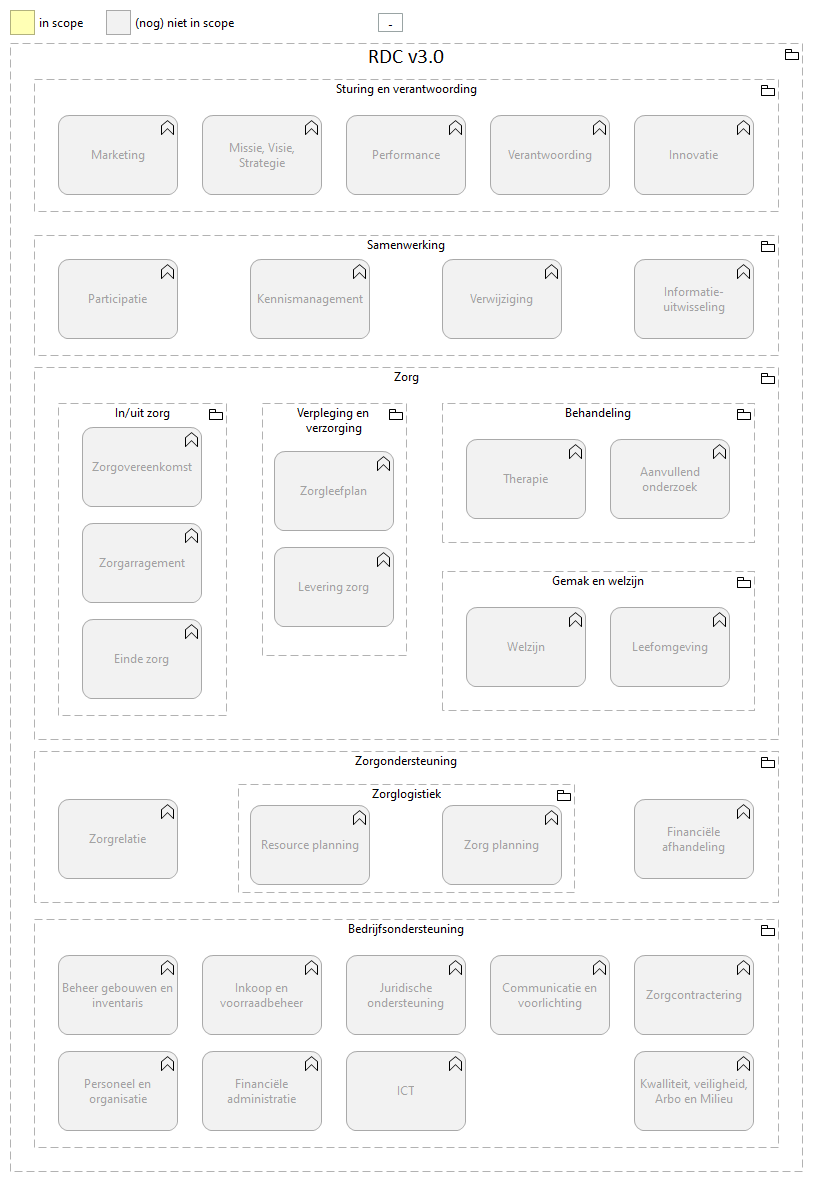 in scope
(nog) niet in scope
-
RDC v3.0
Sturing en verantwoording
Marketing
Missie, Visie,
Strategie
Performance
Verantwoording
Innovatie
Samenwerking
Participatie
Kennismanagement
Verwijziging
Informatie-
uitwisseling
Zorg
In/uit zorg
Zorgovereenkomst
Zorgarragement
Einde zorg
Verpleging en
verzorging
Zorgleefplan
Levering zorg
Behandeling
Therapie
Aanvullend
onderzoek
Gemak en welzijn
Welzijn
Leefomgeving
Zorgondersteuning
Zorgrelatie
Zorglogistiek
Resource planning
Zorg planning
Financiële
afhandeling
Bedrijfsondersteuning
Beheer gebouwen en
inventaris
Inkoop en
voorraadbeheer
Juridische
ondersteuning
Communicatie en
voorlichting
Zorgcontractering
Personeel en
organisatie
Financiële
administratie
ICT
Kwalliteit, veiligheid,
Arbo en Milieu